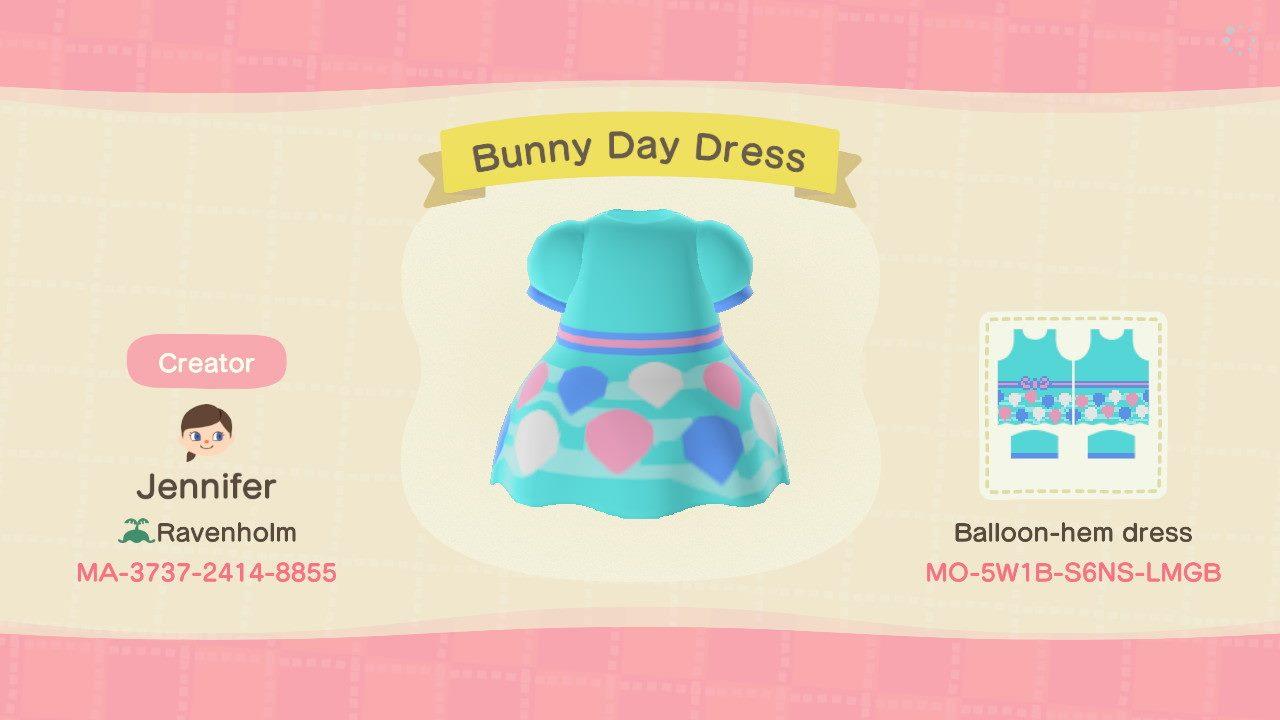 Bunny Day Dress
Creator
Jennifer
Ravenholm
MA-3737-2414-8855
Balloon-hem dress
MO-5W1B-S6NS-LMGB